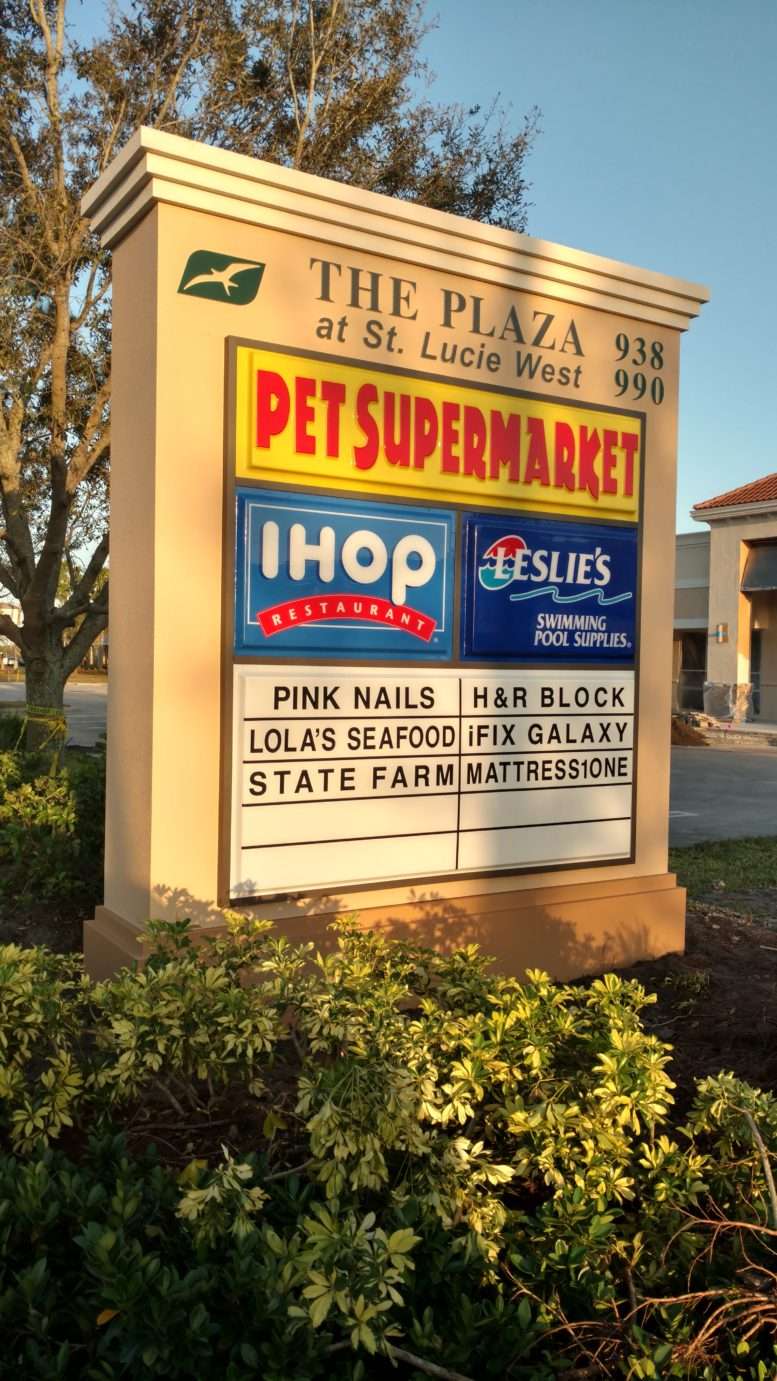 THE PLAZA
at St. Lucie West
938
990
PET SUPERMARKET
IHOP
RESTAURANT
LESLIE'S
SWIMMING
POOL SUPPLIES
PINK NAILS
H&R BLOCK
LOLA'S SEAFOOD
iFIX GALAXY
STATE FARM
MATTRESS1ONE